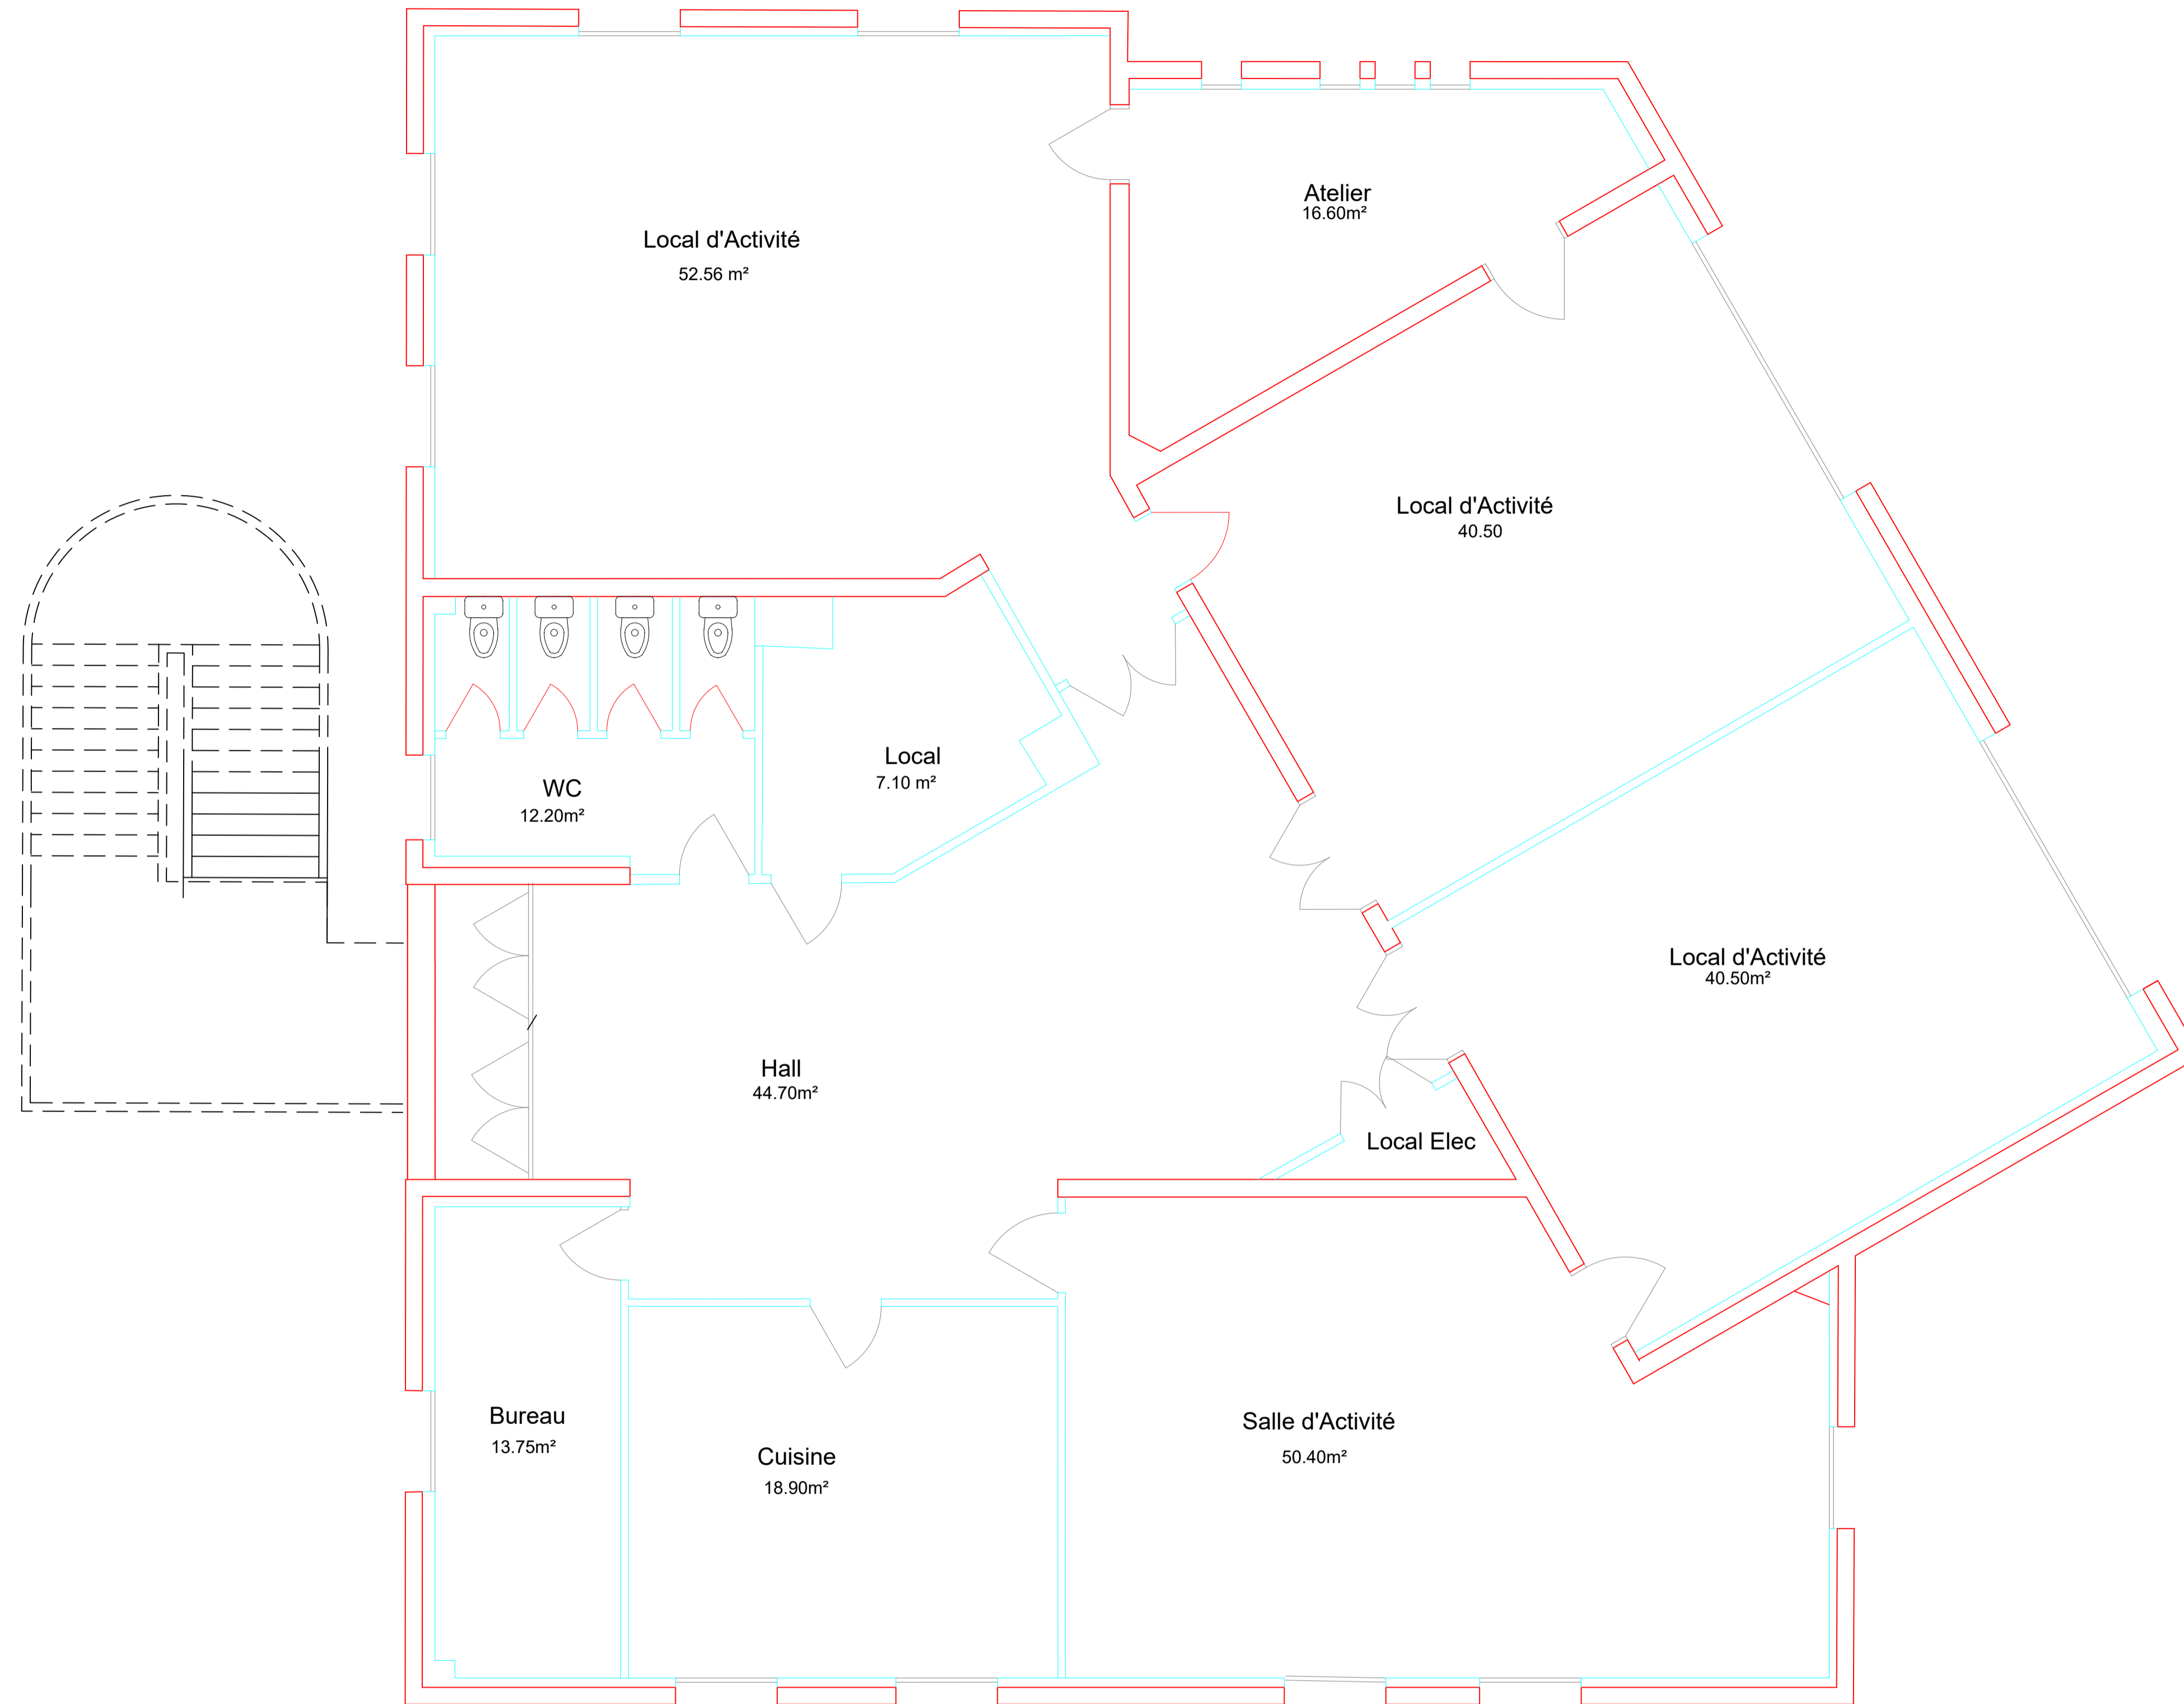 Atelier
16.60m²
Local d'Activité
52.56 m²
Local d'Activité
40.50
Local
7.10 m²
WC
12.20m²
Local d'Activité
40.50m²
Hall
44.70m²
Local Elec
Bureau
13.75m²
Salle d'Activité
50.40m²
Cuisine
18.90m²